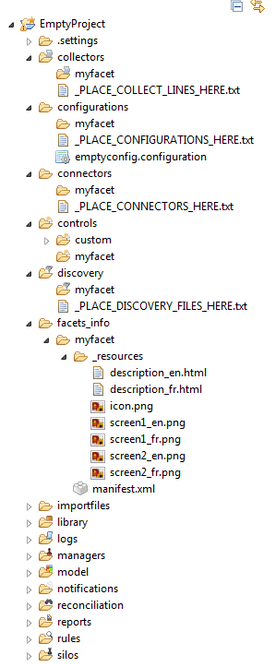 EmptyProject
.settings
collectors
myfacet
_PLACE_COLLECT_LINES_HERE.txt
configurations
myfacet
_PLACE_CONFIGURATIONS_HERE.txt
emptyconfig.configuration
connectors
myfacet
_PLACE_CONNECTORS_HERE.txt
controls
custom
myfacet
discovery
myfacet
_PLACE_DISCOVERY_FILES_HERE.txt
facets_info
myfacet
_resources
description_en.html
description_fr.html
icon.png
screen1_en.png
screen1_fr.png
screen2_en.png
screen2_fr.png
manifest.xml
importfiles
library
logs
managers
model
notifications
reconciliation
reports
rules
silos